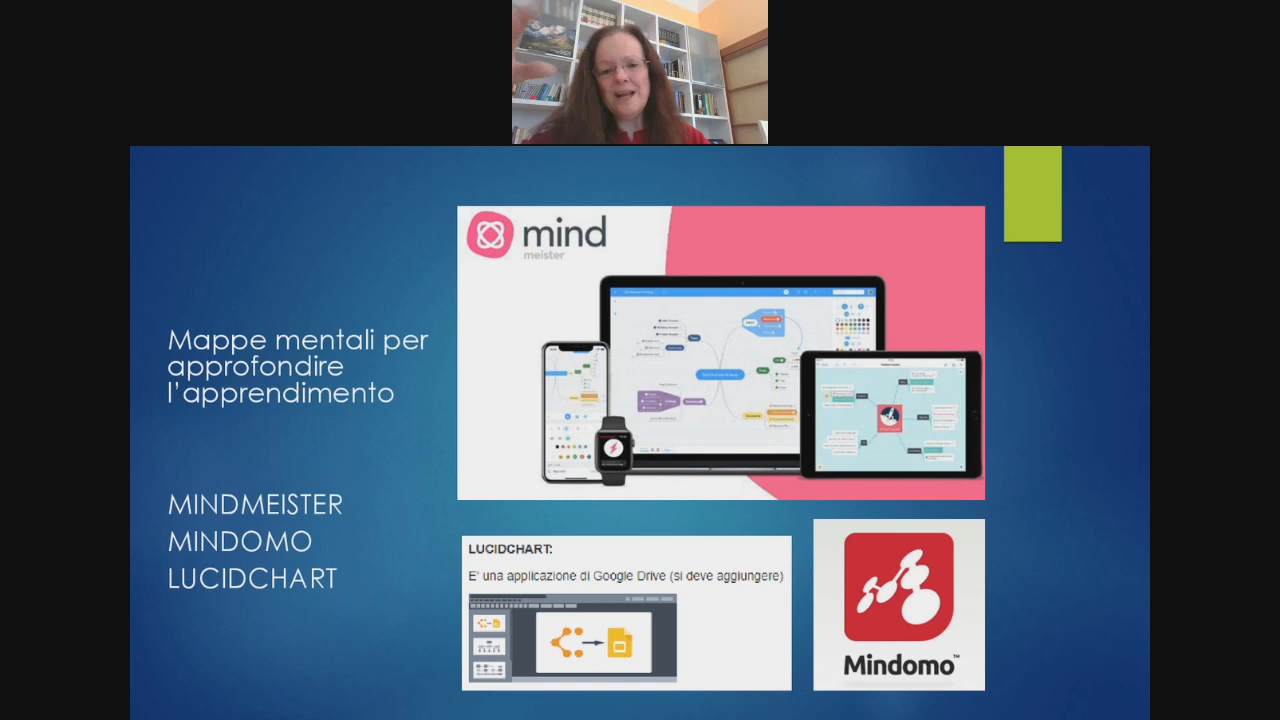 mind
meister
Mappe mentali per
approfondire
l'apprendimento
MINDMEISTER
MINDOMO
LUCIDCHART
LUCIDCHART:
E' una applicazione di Google Drive (si deve aggiungere)
Mindomo™